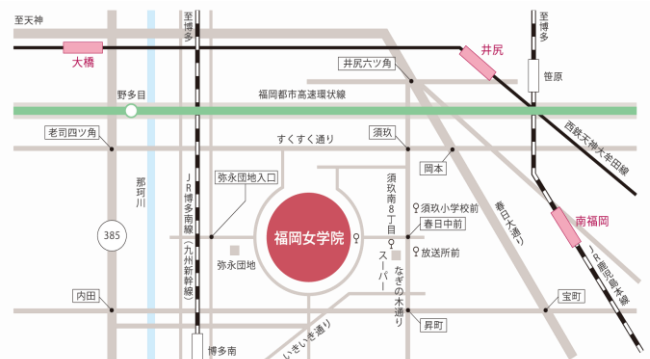 至天神
至博多
至博多
大橋
井尻
井尻六ツ角
笹原
野多目
福岡都市高速環状線
西鉄天神大牟田線
老司四ツ角
すくすく通り
須玖
岡本
那珂川
JR博多南線(九州新幹線)
弥永団地入口
須玖南8丁目
須玖小学校前
春日中前
春日大通り
南福岡
385
福岡女学院
弥永団地
スーパー
放送所前
なぎの木通り
JR鹿児島本線
内田
宝町
昇町
いきいき通り
博多南